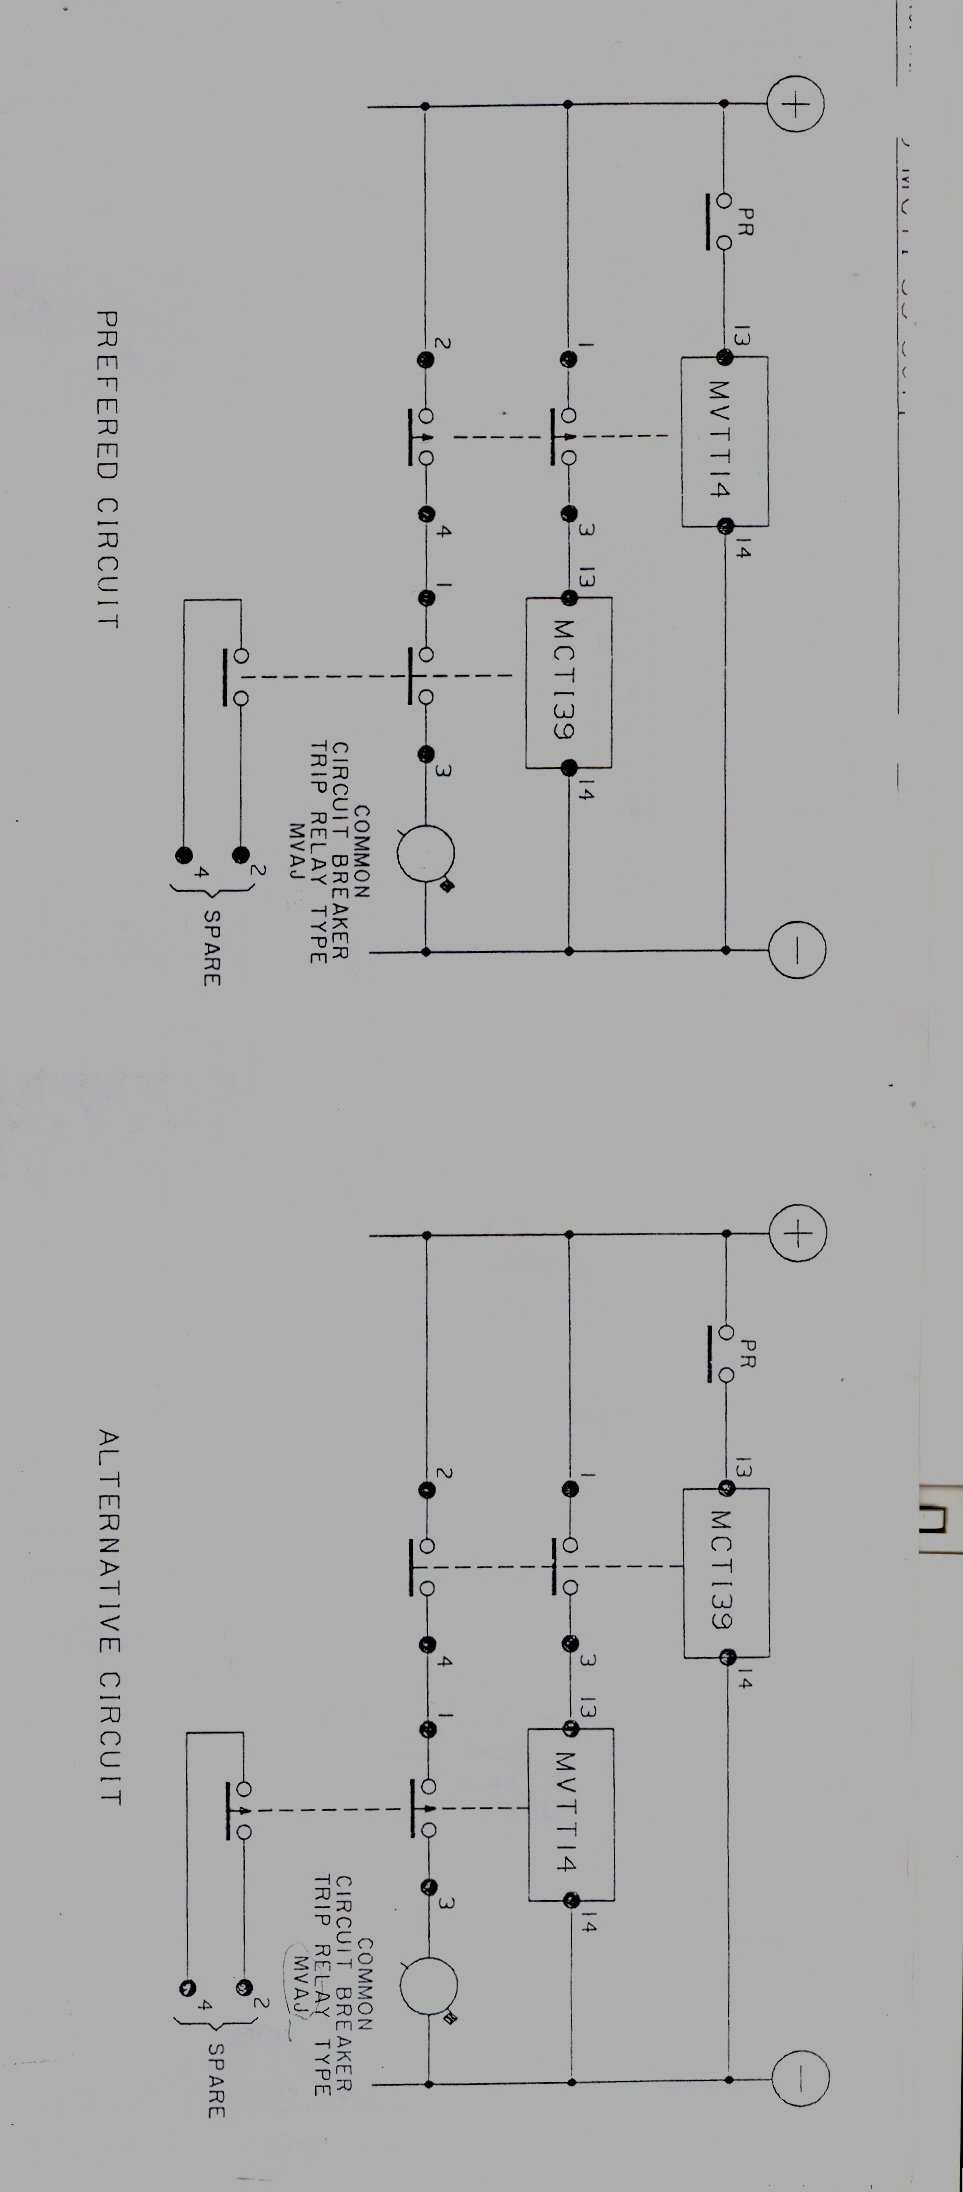 +
PR
13
MVTT14
14
-
1
3
13
MCTI39
14
2
4
1
3
COMMON
CIRCUIT BREAKER
TRIP RELAY TYPE
MVAJ
2
4
SPARE
PREFERED CIRCUIT
+
PR
13
MCTI39
14
-
1
3
13
MVTT14
14
2
4
1
3
COMMON
CIRCUIT BREAKER
TRIP RELAY TYPE
MVAJ
2
4
SPARE
ALTERNATIVE CIRCUIT